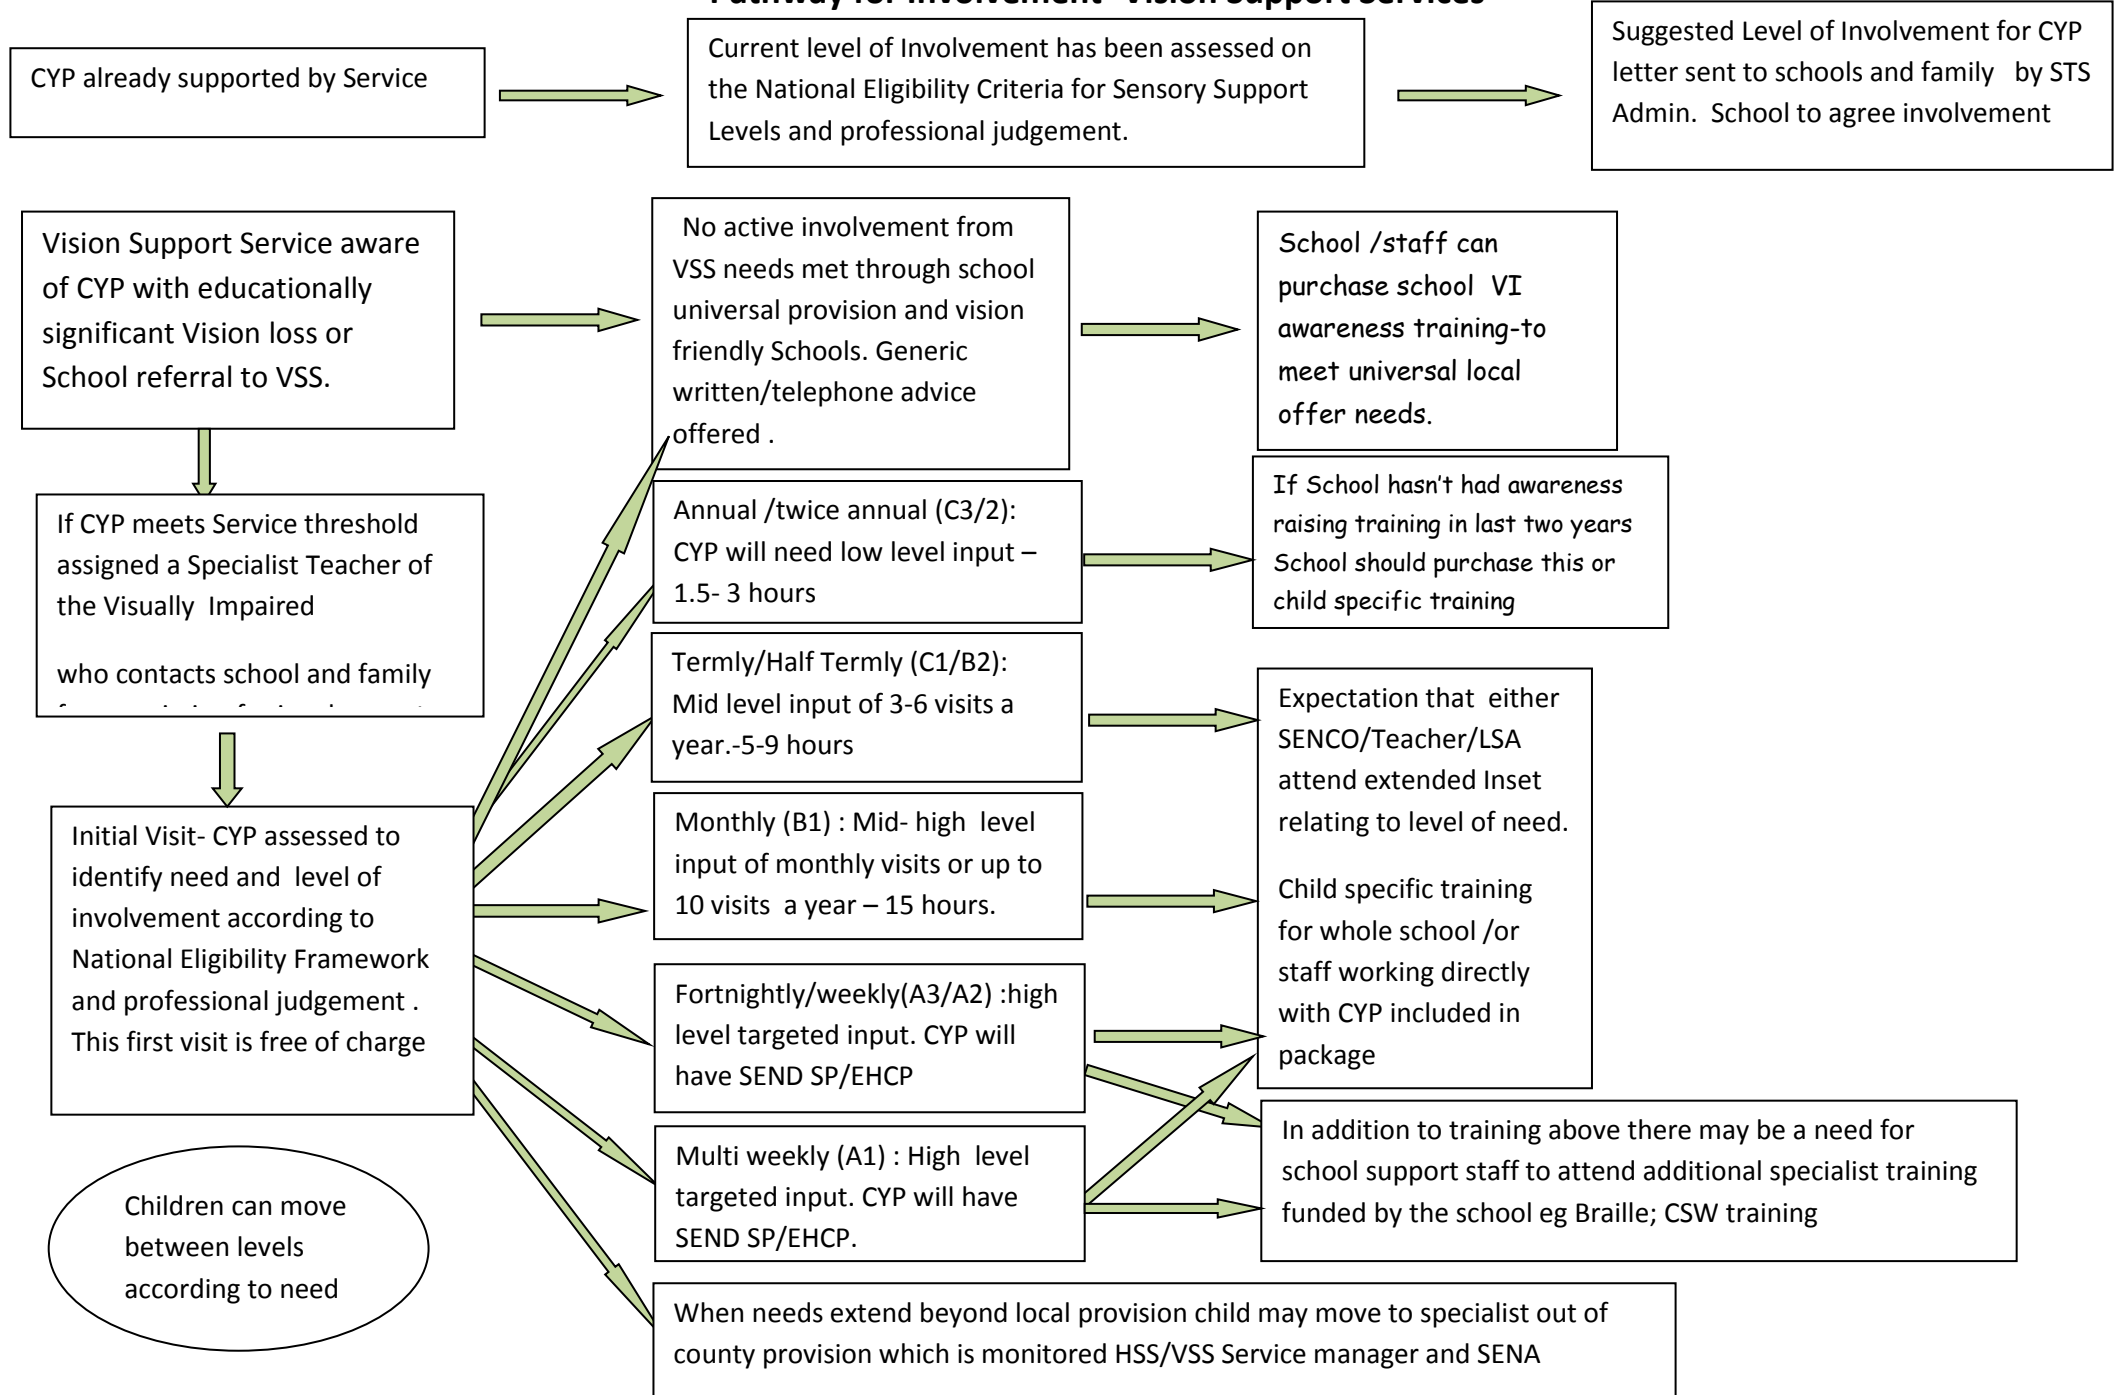 Pathway for Involvement- Vision Support Services
CYP already supported by Service
Current level of Involvement has been assessed on
the National Eligibility Criteria for Sensory Support
Levels and professional judgement.
Suggested Level of Involvement for CYP
letter sent to schools and family   by STS
Admin.  School to agree involvement
Vision Support Service aware
of CYP with educationally
significant Vision loss or
School referral to VSS.
No active involvement from
VSS needs met through school
universal provision and vision
friendly Schools. Generic
written/telephone advice
offered .
School /staff can
purchase school  VI
awareness training-to
meet universal local
offer needs.
If CYP meets Service threshold
assigned a Specialist Teacher of
the Visually  Impaired
who contacts school and family
Annual /twice annual (C3/2):
CYP will need low level input –
1.5- 3 hours
If School hasn't had awareness
raising training in last two years
School should purchase this or
child specific training
Termly/Half Termly (C1/B2):
Mid level input of 3-6 visits a
year.-5-9 hours
Expectation that  either
SENCO/Teacher/LSA
attend extended Inset
relating to level of need.
Child specific training
for whole school /or
staff working directly
with CYP included in
package
Initial Visit- CYP assessed to
identify need and  level of
involvement according to
National Eligibility Framework
and professional judgement .
This first visit is free of charge
Monthly (B1) : Mid- high  level
input of monthly visits or up to
10 visits  a year – 15 hours.
Fortnightly/weekly(A3/A2) :high
level targeted input. CYP will
have SEND SP/EHCP
Multi weekly (A1) : High  level
targeted input. CYP will have
SEND SP/EHCP.
In addition to training above there may be a need for
school support staff to attend additional specialist training
funded by the school eg Braille; CSW training
Children can move
between levels
according to need
When needs extend beyond local provision child may move to specialist out of
county provision which is monitored HSS/VSS Service manager and SENA